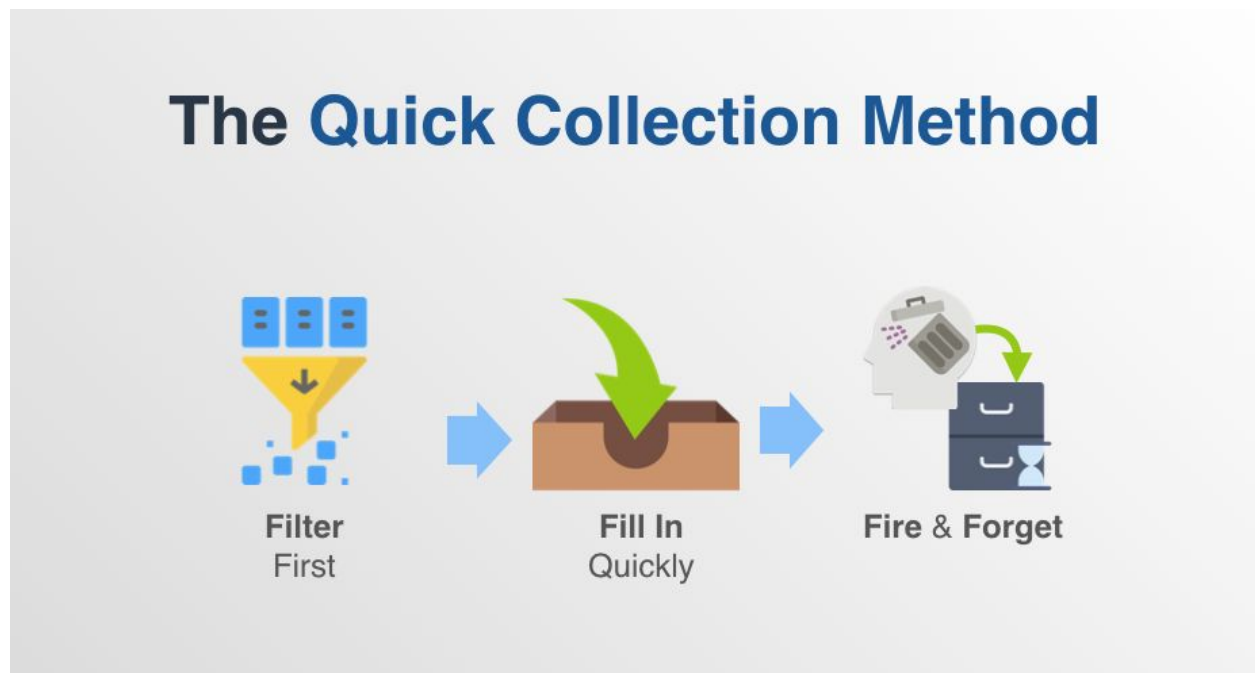 The Quick Collection Method
Filter
First
Fill In
Quickly
Fire & Forget